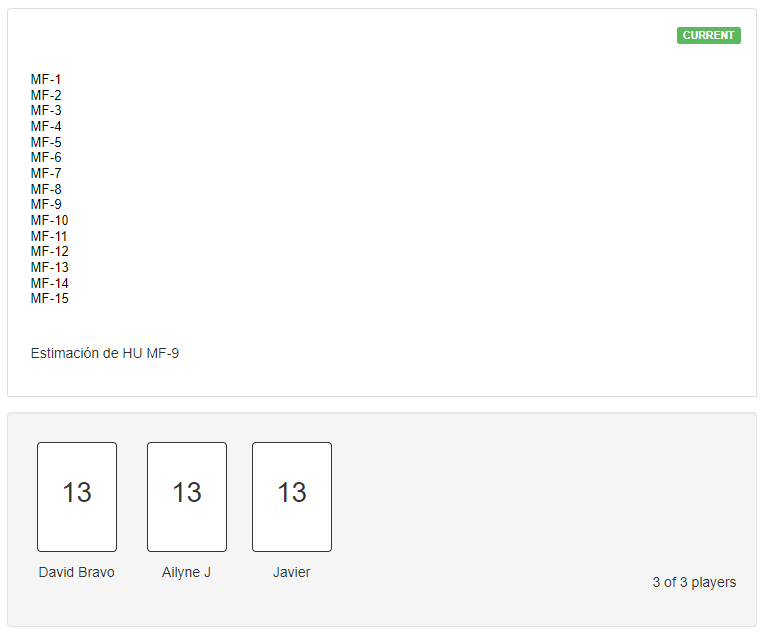 CURRENT
MF-1
MF-2
MF-3
MF-4
MF-5
MF-6
MF-7
MF-8
MF-9
MF-10
MF-11
MF-12
MF-13
MF-14
MF-15
Estimación de HU MF-9
13 13 13
David Bravo Ailyne J Javier
3 of 3 players